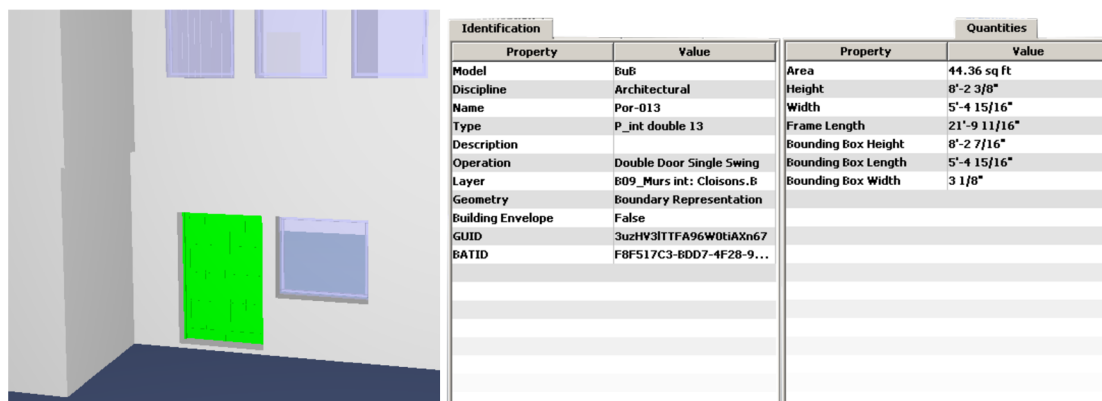 Identification
Property Value
Model BuB
Discipline Architectural
Name Por-013
Type P_int double 13
Description
Operation Double Door Single Swing
Layer B09_Murs int: Cloisons.B
Geometry Boundary Representation
Building Envelope False
GUID 3uzHV3lTTFA96W0tiAXn67
BATID F8F517C3-BDD7-4F28-9...
Quantities
Property Value
Area 44.36 sq ft
Height 8'-2 3/8"
Width 5'-4 15/16"
Frame Length 21'-9 11/16"
Bounding Box Height 8'-2 7/16"
Bounding Box Length 5'-4 15/16"
Bounding Box Width 3 1/8"